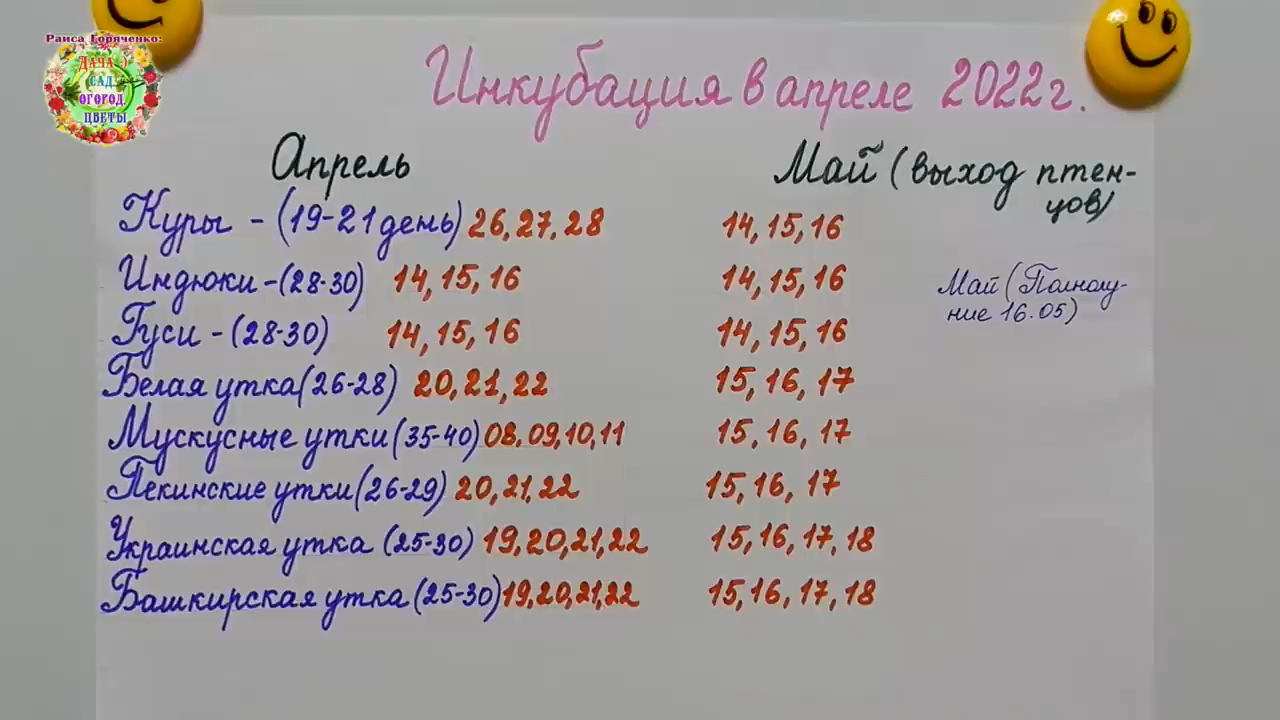 Раиса Горяченко:
ДАЧА :)
САД,
ОГОРОД,
ЦВЕТЫ
Инкубация в апреле 2022 г.
Апрель Май (выход птен-
цов)
Куры - (19-21 день) 26, 27, 28 14, 15, 16
Индюки - (28-30) 14, 15, 16 14, 15, 16
Май (Полнолу-
ние 16.05)
Гуси - (28-30) 14, 15, 16 14, 15, 16
Белая утка (26-28) 20, 21, 22 15, 16, 17
Мускусные утки (35-40) 08, 09, 10, 11 15, 16, 17
Пекинские утки (26-29) 20, 21, 22 15, 16, 17
Украинская утка (25-30) 19, 20, 21, 22 15, 16, 17, 18
Башкирская утка (25-30) 19, 20, 21, 22 15, 16, 17, 18